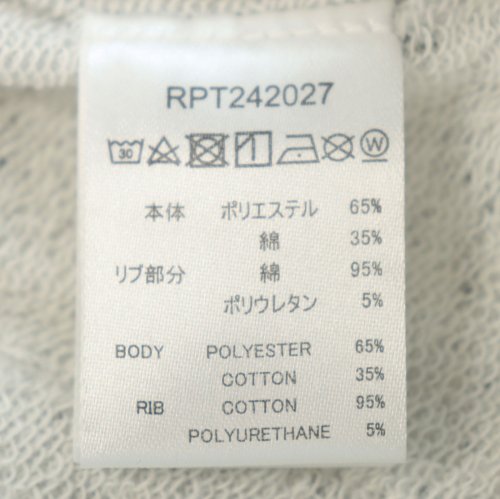 RPT242027
30 W
本体 ポリエステル 65%
綿 35%
リブ部分 綿 95%
ポリウレタン 5%
BODY POLYESTER 65%
COTTON 35%
RIB COTTON 95%
POLYURETHANE 5%